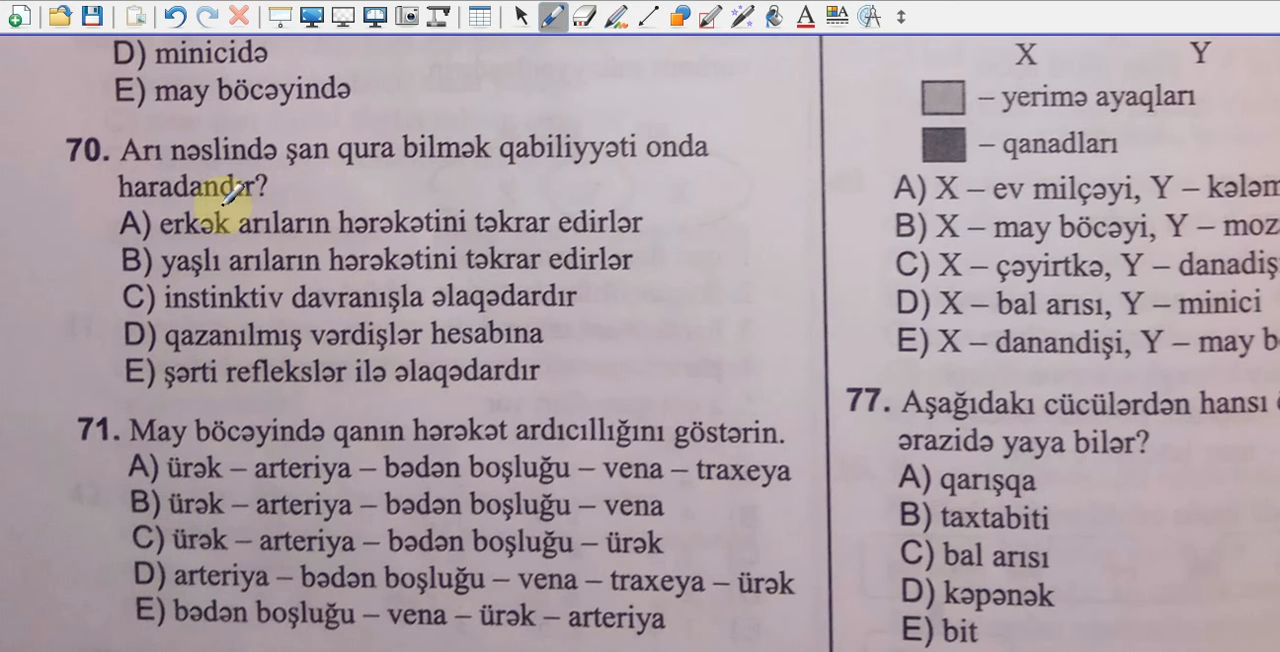 D) minicidə
E) may böcəyində
70. Arı nəslində şan qura bilmək qabiliyyəti onda
haradandır?
A) erkək arıların hərəkətini təkrar edirlər
B) yaşlı arıların hərəkətini təkrar edirlər
C) instinktiv davranışla əlaqədardır
D) qazanılmış vərdişlər hesabına
E) şərti reflekslər ilə əlaqədardır
71. May böcəyində qanın hərəkət ardıcıllığını göstərin.
A) ürək – arteriya – bədən boşluğu – vena – traxeya
B) ürək – arteriya – bədən boşluğu – vena
C) ürək – arteriya – bədən boşluğu – ürək
D) arteriya – bədən boşluğu – vena – traxeya – ürək
E) bədən boşluğu – vena – ürək – arteriya
X Y
– yerimə ayaqları
– qanadları
A) X – ev milçəyi, Y – kələm
B) X – may böcəyi, Y – moz
C) X – çəyirtkə, Y – danadiş
D) X – bal arısı, Y – minici
E) X – danandişi, Y – may b
77. Aşağıdakı cücülərdən hansı
ərazidə yaya bilər?
A) qarışqa
B) taxtabiti
C) bal arısı
D) kəpənək
E) bit